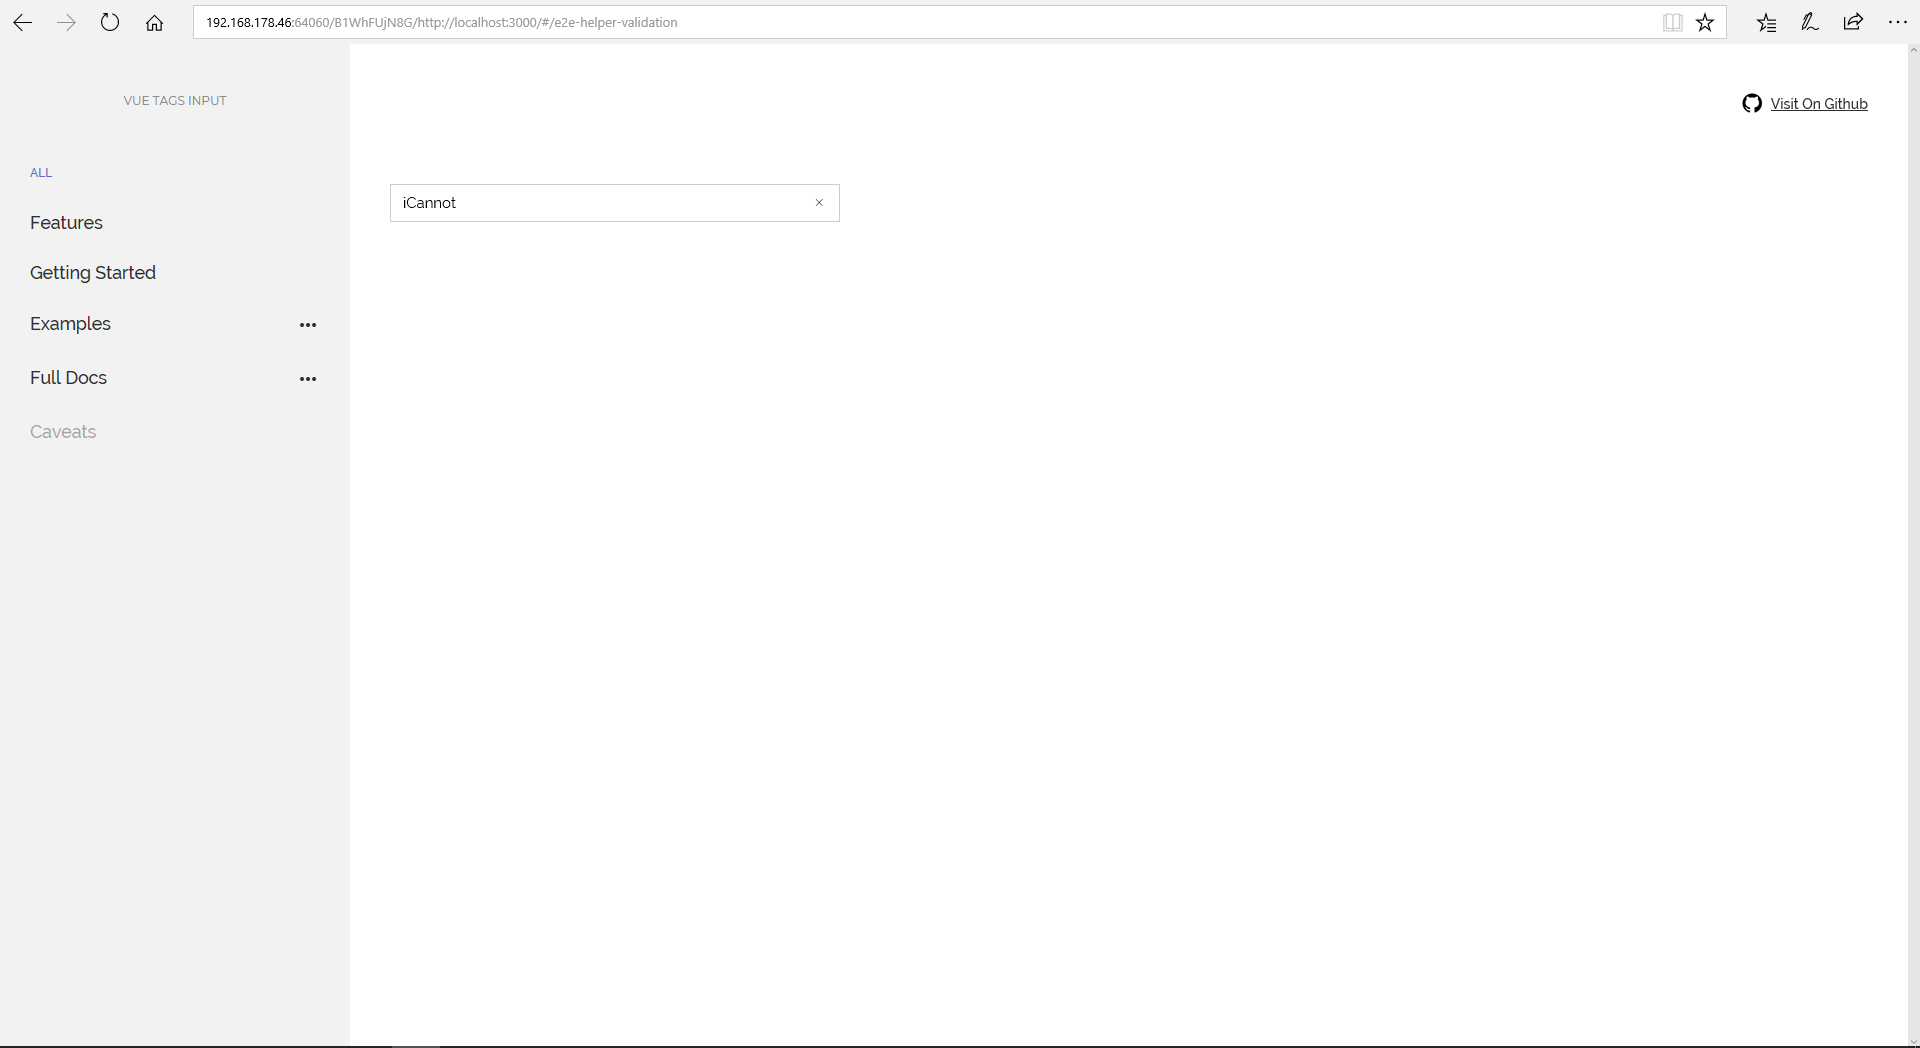 192.168.178.46:64060/B1WhFUjN8G/http://localhost:3000/#/e2e-helper-validation
VUE TAGS INPUT
Visit On Github
ALL
iCannot
Features
Getting Started
Examples
Full Docs
Caveats